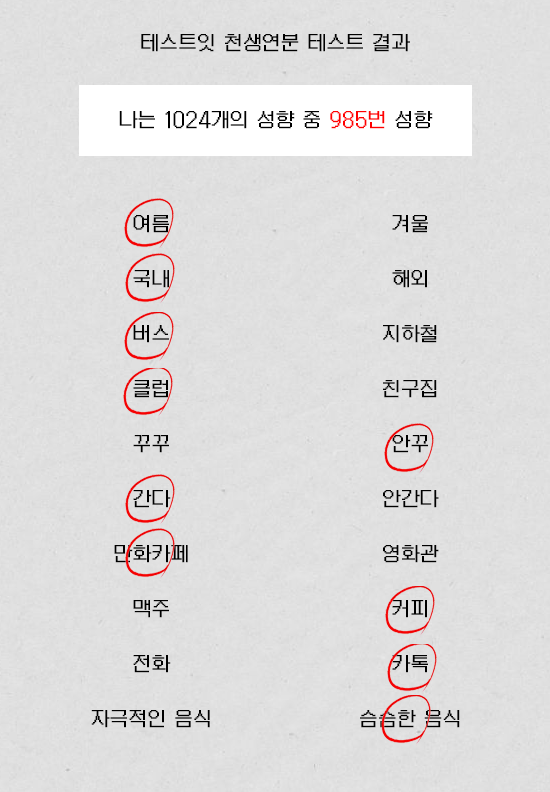 테스트잇 천생연분 테스트 결과
나는 1024개의 성향 중 985번 성향
여름 겨울
국내 해외
버스 지하철
클럽 친구집
꾸꾸 안꾸
간다 안간다
만화카페 영화관
맥주 커피
전화 카톡
자극적인 음식 슴슴한 음식